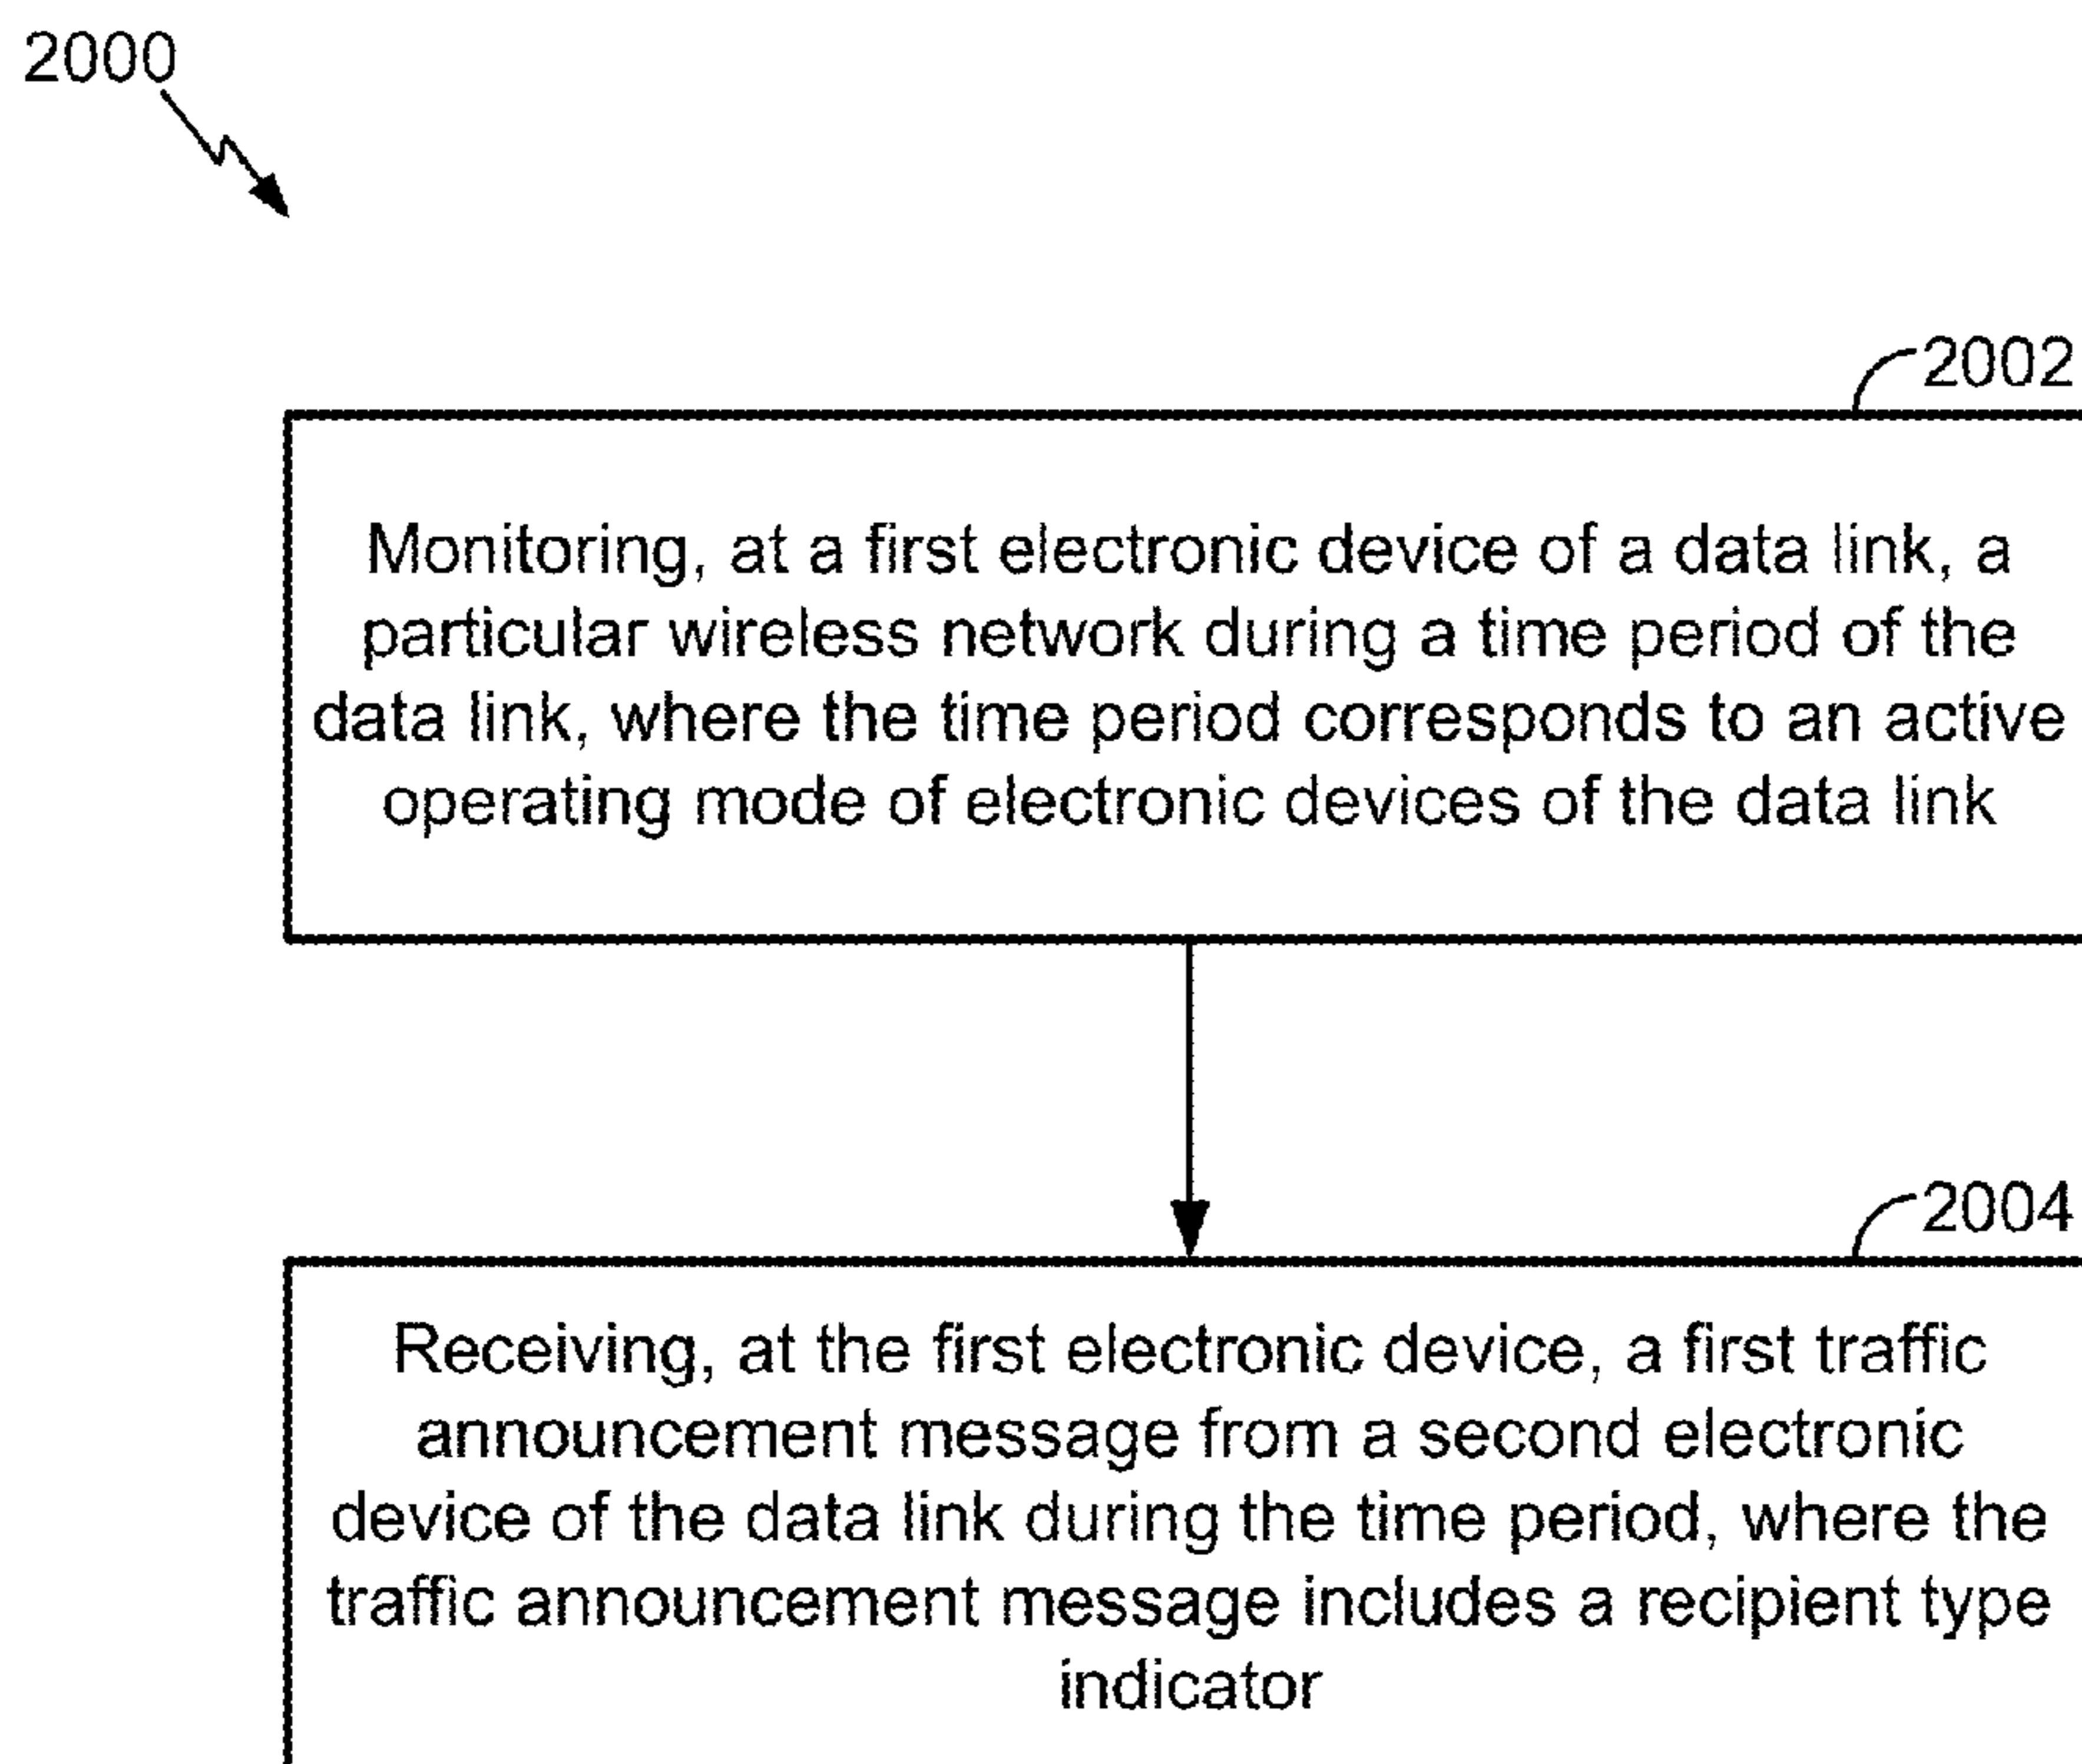 2000
2002
Monitoring, at a first electronic device of a data link, a
particular wireless network during a time period of the
data link, where the time period corresponds to an active
operating mode of electronic devices of the data link
2004
Receiving, at the first electronic device, a first traffic
announcement message from a second electronic
device of the data link during the time period, where the
traffic announcement message includes a recipient type
indicator